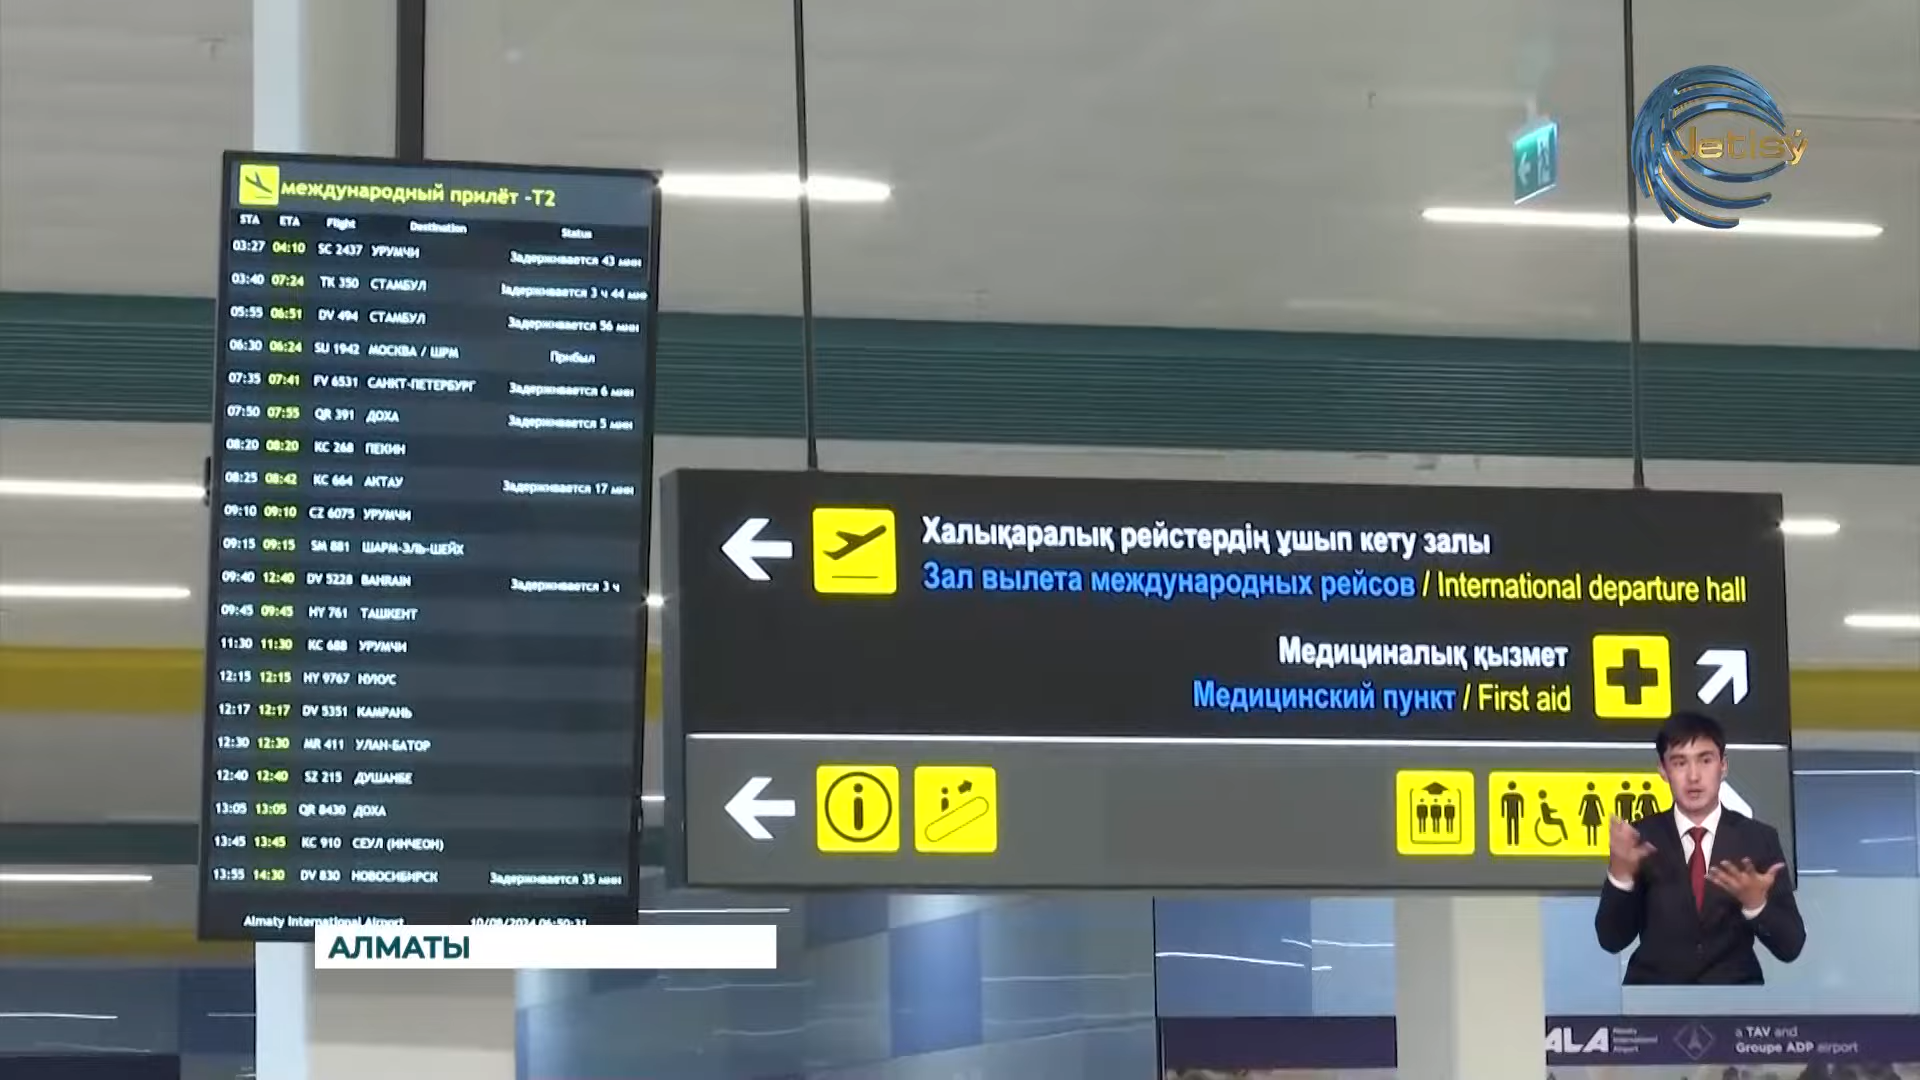 Jetisý
международный прилёт -T2
STA ETA Flight Destination Status
03:27 04:10 SC 2437 УРУМЧИ Задерживается 43 мин
03:40 07:24 TK 350 СТАМБУЛ Задерживается 3 ч 44 мин
05:55 06:51 DV 494 СТАМБУЛ Задерживается 56 мин
06:30 06:24 SU 1942 МОСКВА / ШРМ Прибыл
07:35 07:41 FV 6531 САНКТ-ПЕТЕРБУРГ Задерживается 6 мин
07:50 07:55 QR 391 ДОХА Задерживается 5 мин
08:20 08:20 KC 268 ПЕКИН
08:25 08:42 KC 664 АКТАУ Задерживается 17 мин
09:10 09:10 CZ 6075 УРУМЧИ
09:15 09:15 SM 881 ШАРМ-ЭЛЬ-ШЕЙХ
09:40 12:40 DV 5228 BAHRAIN Задерживается 3 ч
09:45 09:45 HY 761 ТАШКЕНТ
11:30 11:30 KC 688 УРУМЧИ
12:15 12:15 HY 9767 НУКУС
12:17 12:17 DV 5351 КАМРАНЬ
12:30 12:30 MR 411 УЛАН-БАТОР
12:40 12:40 SZ 215 ДУШАНБЕ
13:05 13:05 QR 8430 ДОХА
13:45 13:45 KC 910 СЕУЛ (ИНЧЕОН)
13:55 14:30 DV 830 НОВОСИБИРСК Задерживается 35 мин
Almaty International Airport 10/08/2024 06:50:31
Халықаралық рейстердің ұшып кету залы
Зал вылета международных рейсов / International departure hall
Медициналық қызмет
Медицинский пункт / First aid
АЛМАТЫ
ALA Almaty International Airport
a TAV and
Groupe ADP airport